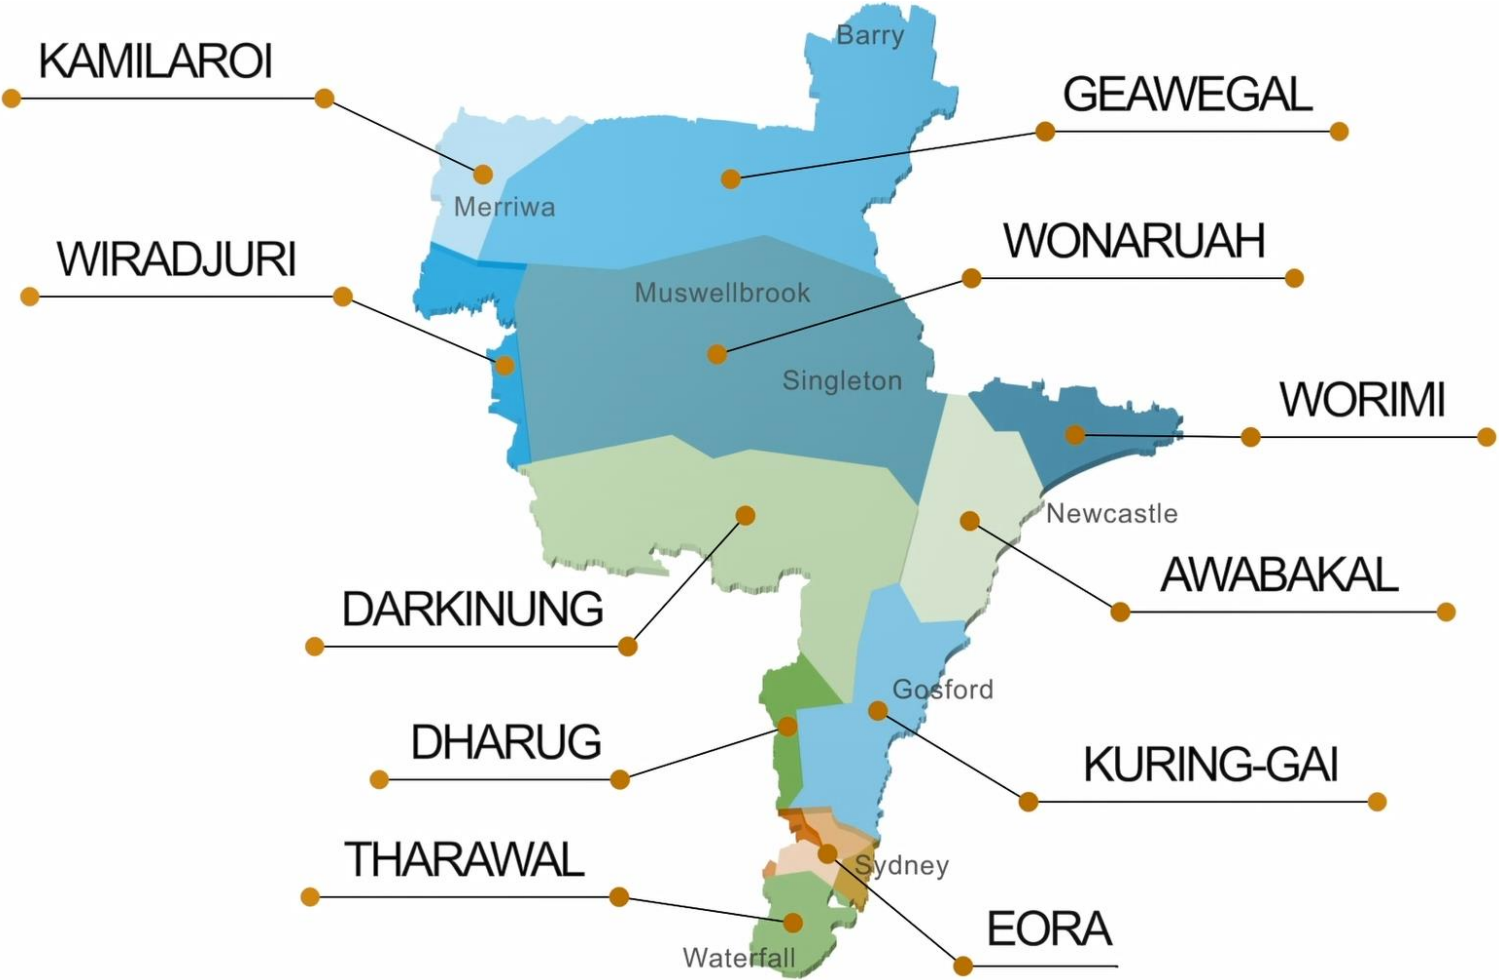 Barry
KAMILAROI
GEAWEGAL
Merriwa
WONARUAH
WIRADJURI
Muswellbrook
Singleton
WORIMI
Newcastle
AWABAKAL
DARKINUNG
Gosford
DHARUG
KURING-GAI
THARAWAL
Sydney
EORA
Waterfall